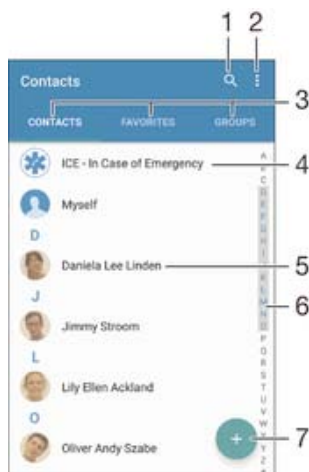 1 2
Contacts
3
CONTACTS FAVORITES GROUPS
ICE - In Case of Emergency
4
Myself
D
Daniela Lee Linden
5
J
Jimmy Stroom
6
L
Lily Ellen Ackland
O
Oliver Andy Szabe
7
A
C
D
E
F
G
H
I
K
L
M
N
O
P
Q
R
S
T
U
V
W
Y
Z